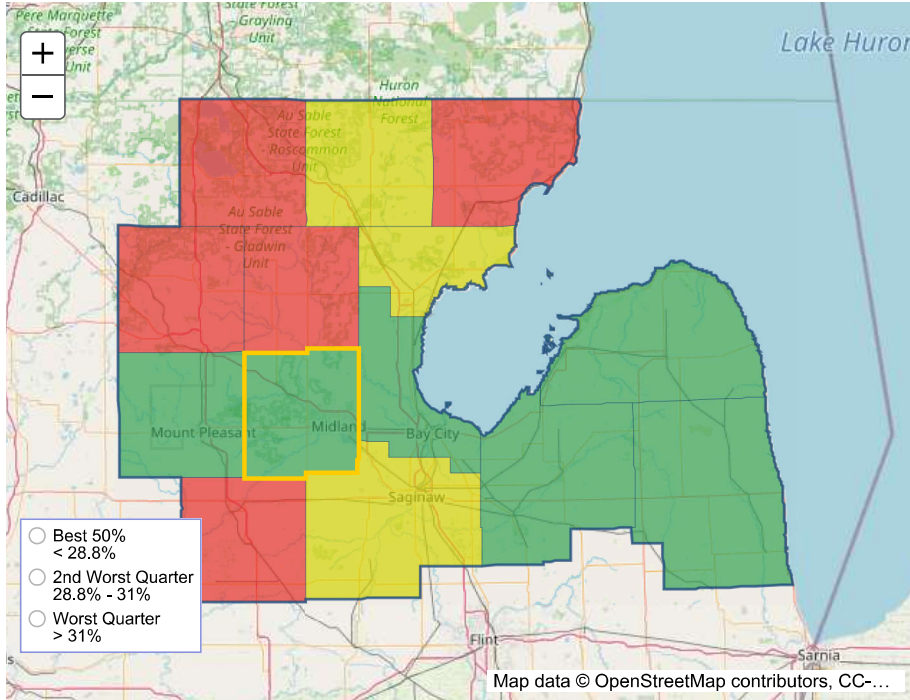 Pere Marquette
State Forest
- Grayling
Unit
Lake Huron
+
−
Huron
National
Forest
Au Sable
State Forest
- Roscommon
Unit
Cadillac
Au Sable
State Forest
- Gladwin
Unit
Mount Pleasant
Midland
Bay City
Saginaw
Best 50%
< 28.8%
2nd Worst Quarter
28.8% - 31%
Worst Quarter
> 31%
Flint
Sarnia
Map data © OpenStreetMap contributors, CC-...